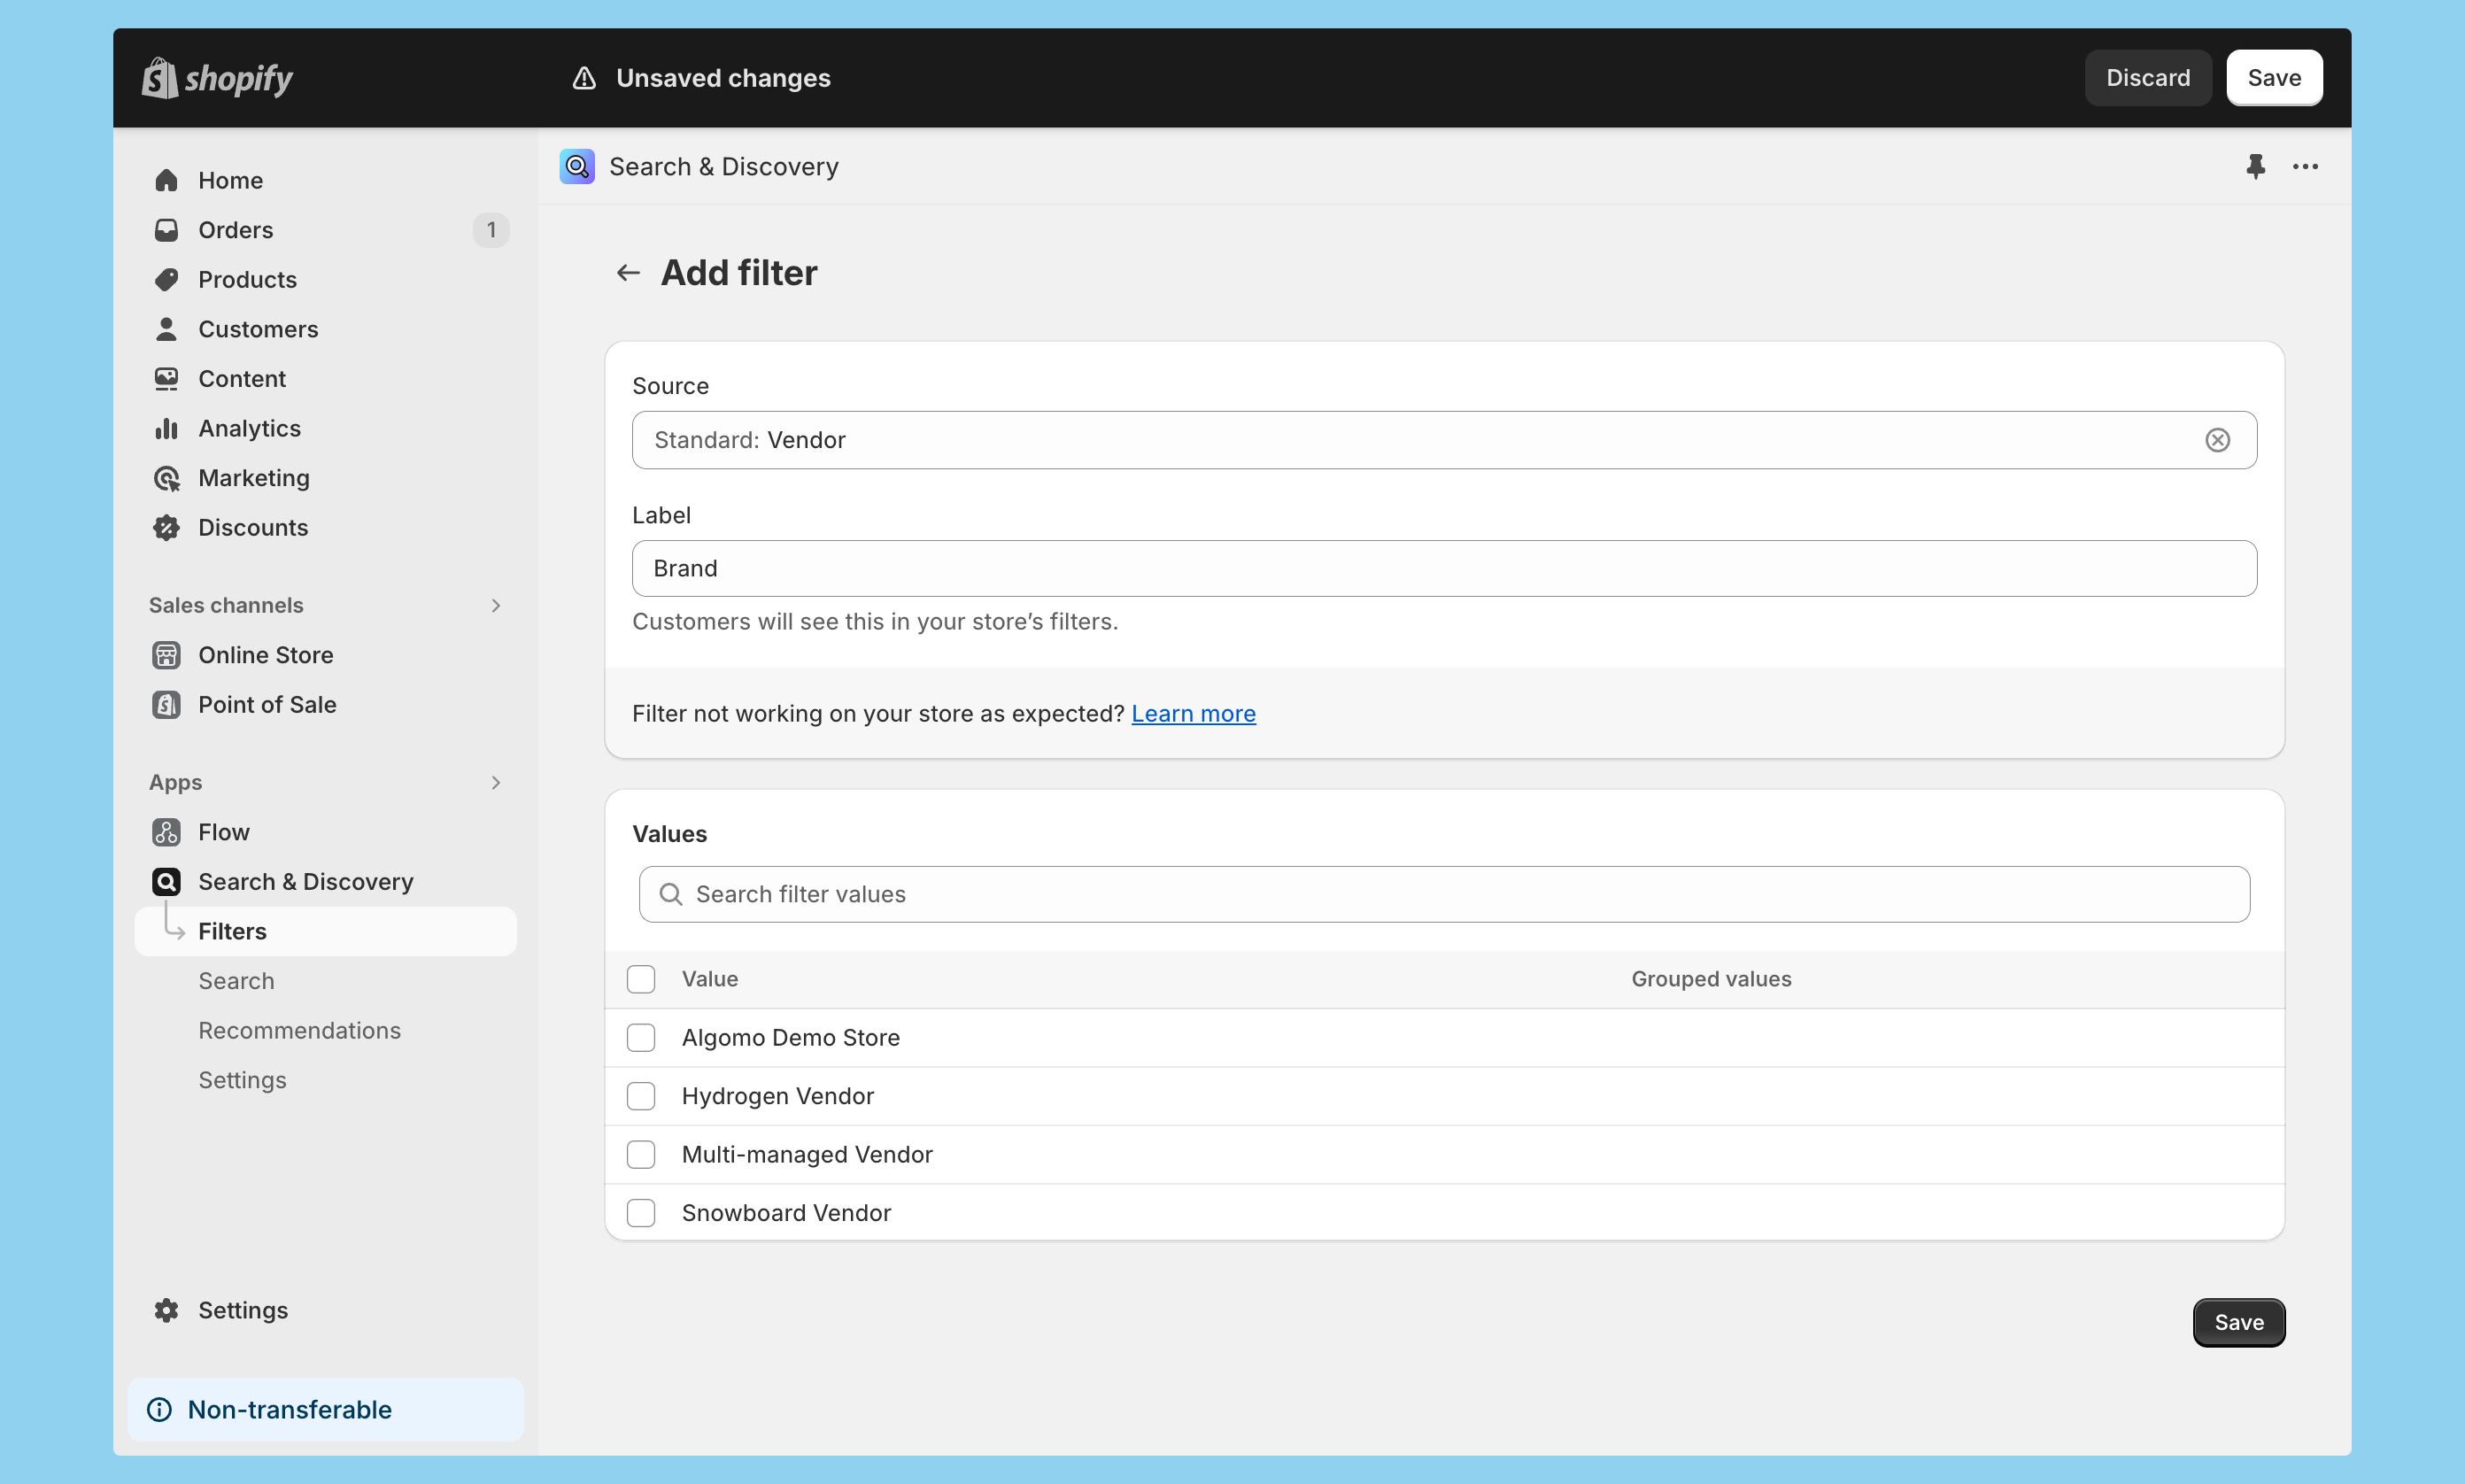 shopify
Unsaved changes
Discard
Save
Home
Orders
1
Products
Customers
Content
Analytics
Marketing
Discounts
Sales channels
Online Store
Point of Sale
Apps
Flow
Search & Discovery
Filters
Search
Recommendations
Settings
Settings
Non-transferable
Search & Discovery
Add filter
Source
Standard: Vendor
Label
Brand
Customers will see this in your store’s filters.
Filter not working on your store as expected? Learn more
Values
Search filter values
Value Grouped values
Algomo Demo Store
Hydrogen Vendor
Multi-managed Vendor
Snowboard Vendor
Save